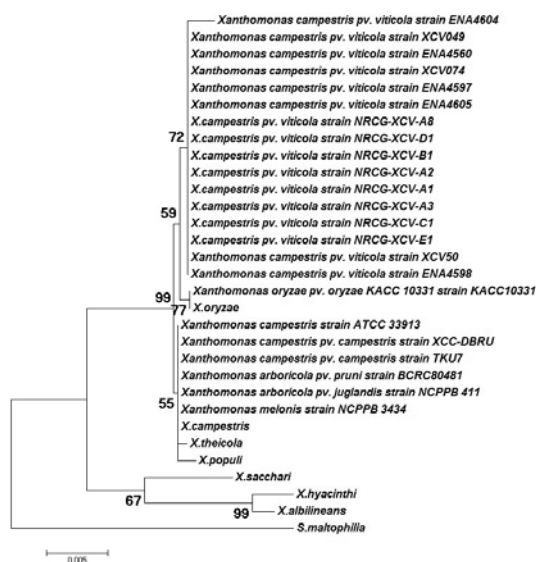 Xanthomonas campestris pv. viticola strain ENA4604
Xanthomonas campestris pv. viticola strain XCV049
Xanthomonas campestris pv. viticola strain ENA4560
Xanthomonas campestris pv. viticola strain XCV074
Xanthomonas campestris pv. viticola strain ENA4597
Xanthomonas campestris pv. viticola strain ENA4605
X.campestris pv. viticola strain NRCG-XCV-A8
72 X.campestris pv. viticola strain NRCG-XCV-D1
X.campestris pv. viticola strain NRCG-XCV-B1
X.campestris pv. viticola strain NRCG-XCV-A2
X.campestris pv. viticola strain NRCG-XCV-A1
X.campestris pv. viticola strain NRCG-XCV-A3
59 X.campestris pv. viticola strain NRCG-XCV-C1
X.campestris pv. viticola strain NRCG-XCV-E1
Xanthomonas campestris pv. viticola strain XCV50
Xanthomonas campestris pv. viticola strain ENA4598
Xanthomonas oryzae pv. oryzae KACC 10331 strain KACC10331
99 77 X.oryzae
Xanthomonas campestris strain ATCC 33913
Xanthomonas campestris pv. campestris strain XCC-DBRU
Xanthomonas campestris pv. campestris strain TKU7
Xanthomonas arboricola pv. pruni strain BCRC80481
Xanthomonas arboricola pv. juglandis strain NCPPB 411
55 Xanthomonas melonis strain NCPPB 3434
X.campestris
X.theicola
X.populi
X.sacchari
67 X.hyacinthi
99 X.albilineans
S.maltophilia
0.005